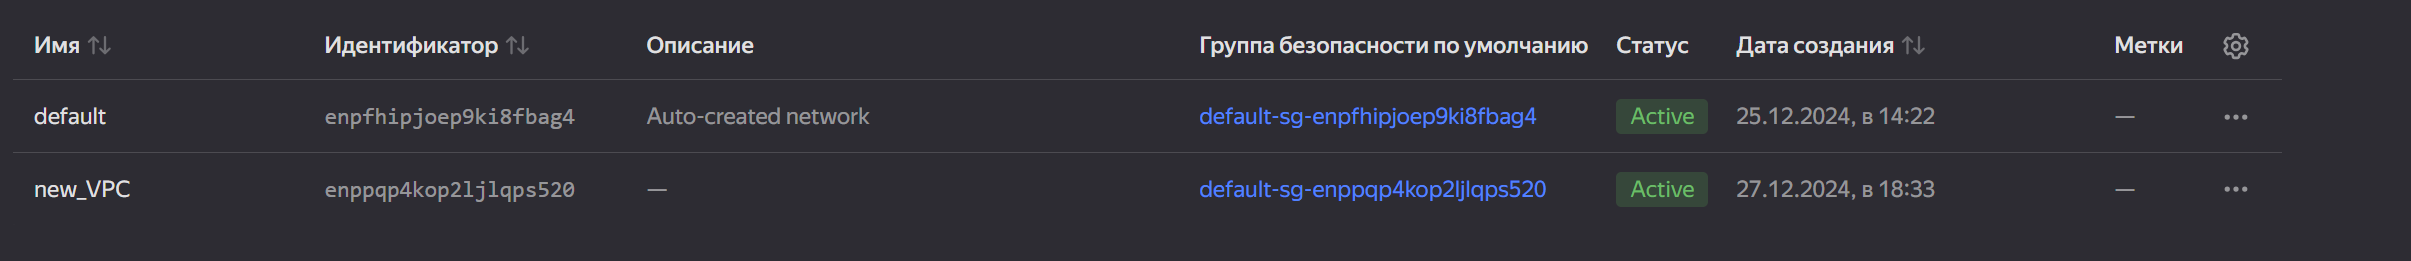 Имя Идентификатор Описание Группа безопасности по умолчанию Статус Дата создания Метки
default enpfhipjoep9ki8fbag4 Auto-created network default-sg-enpfhipjoep9ki8fbag4 Active 25.12.2024, в 14:22 —
new_VPC enppqp4kop2ljlqps520 — default-sg-enppqp4kop2ljlqps520 Active 27.12.2024, в 18:33 —